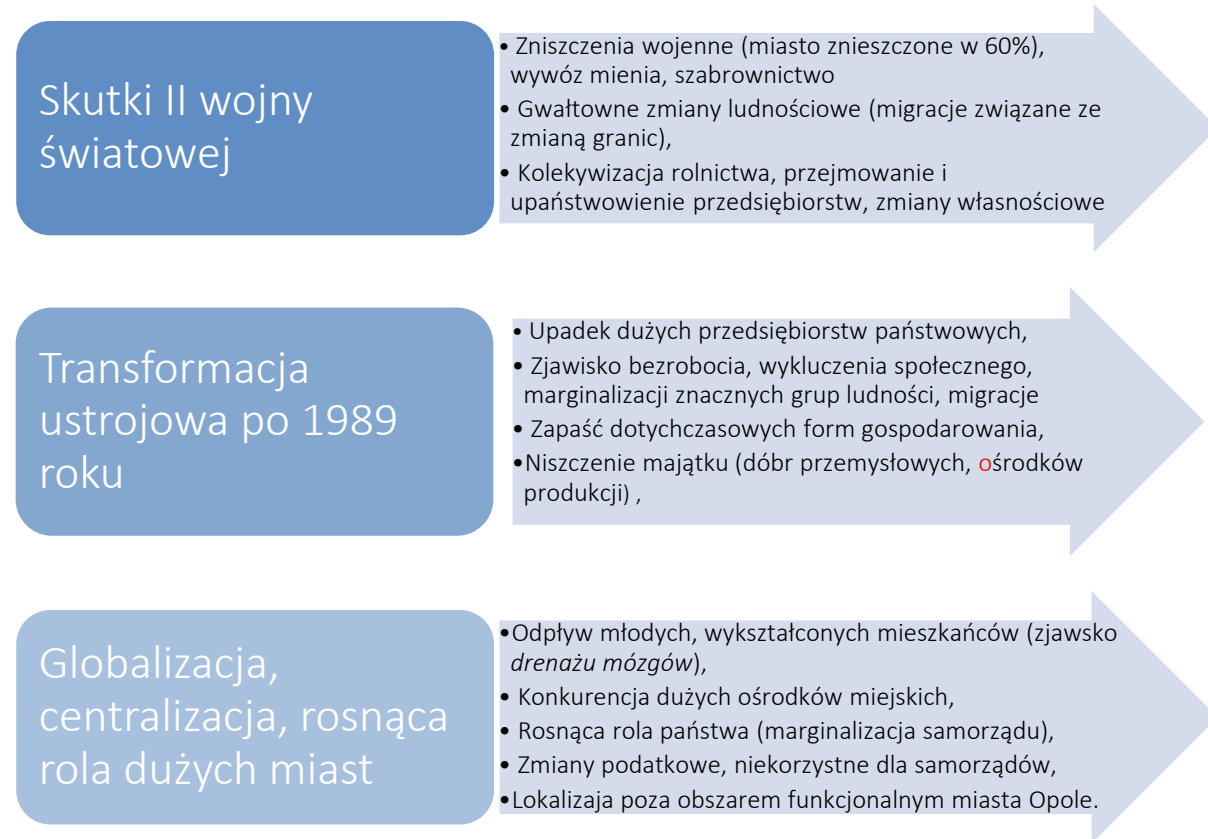 Skutki II wojny
światowej
• Zniszczenia wojenne (miasto znieszczone w 60%),
wywóz mienia, szabrownictwo
• Gwałtowne zmiany ludnościowe (migracje związane ze
zmianą granic),
• Kolekywizacja rolnictwa, przejmowanie i
upaństwowienie przedsiębiorstw, zmiany własnościowe
Transformacja
ustrojowa po 1989
roku
• Upadek dużych przedsiębiorstw państwowych,
• Zjawisko bezrobocia, wykluczenia społecznego,
marginalizacji znacznych grup ludności, migracje
• Zapaść dotychczasowych form gospodarowania,
•Niszczenie majątku (dóbr przemysłowych, ośrodków
produkcji) ,
Globalizacja,
centralizacja, rosnąca
rola dużych miast
•Odpływ młodych, wykształconych mieszkańców (zjawsko
drenażu mózgów),
• Konkurencja dużych ośrodków miejskich,
• Rosnąca rola państwa (marginalizacja samorządu),
• Zmiany podatkowe, niekorzystne dla samorządów,
•Lokalizaja poza obszarem funkcjonalnym miasta Opole.